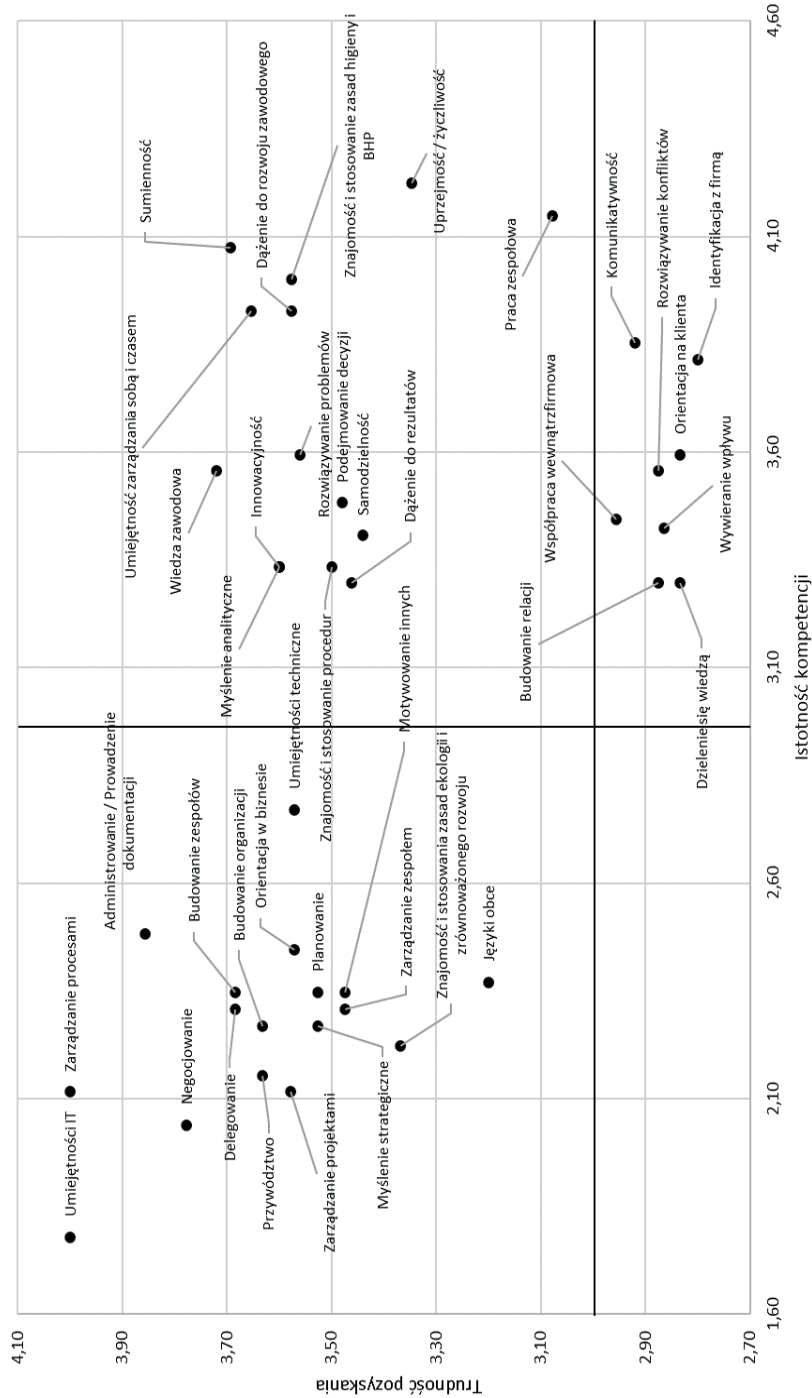 Trudność pozyskania
4,10
3,90
3,70
3,50
3,30
3,10
2,90
2,70
1,60
2,10
2,60
3,10
3,60
4,10
4,60
Istotność kompetencji
Umiejętności IT
Zarządzanie procesami
Administrowanie / Prowadzenie
dokumentacji
Negocjowanie
Budowanie zespołów
Delegowanie
Budowanie organizacji
Przywództwo
Orientacja w biznesie
Zarządzanie projektami
Umiejętności techniczne
Planowanie
Myślenie strategiczne
Motywowanie innych
Zarządzanie zespołem
Znajomość i stosowania zasad ekologii i
zrównoważonego rozwoju
Języki obce
Sumienność
Umiejętność zarządzania sobą i czasem
Dążenie do rozwoju zawodowego
Znajomość i stosowanie zasad higieny i
BHP
Wiedza zawodowa
Innowacyjność
Myślenie analityczne
Rozwiązywanie problemów
Podejmowanie decyzji
Samodzielność
Znajomość i stosowanie procedur
Dążenie do rezultatów
Uprzejmość / życzliwość
Praca zespołowa
Komunikatywność
Współpraca wewnątrzfirmowa
Rozwiązywanie konfliktów
Orientacja na klienta
Identyfikacja z firmą
Wywieranie wpływu
Budowanie relacji
Dzielenie się wiedzą